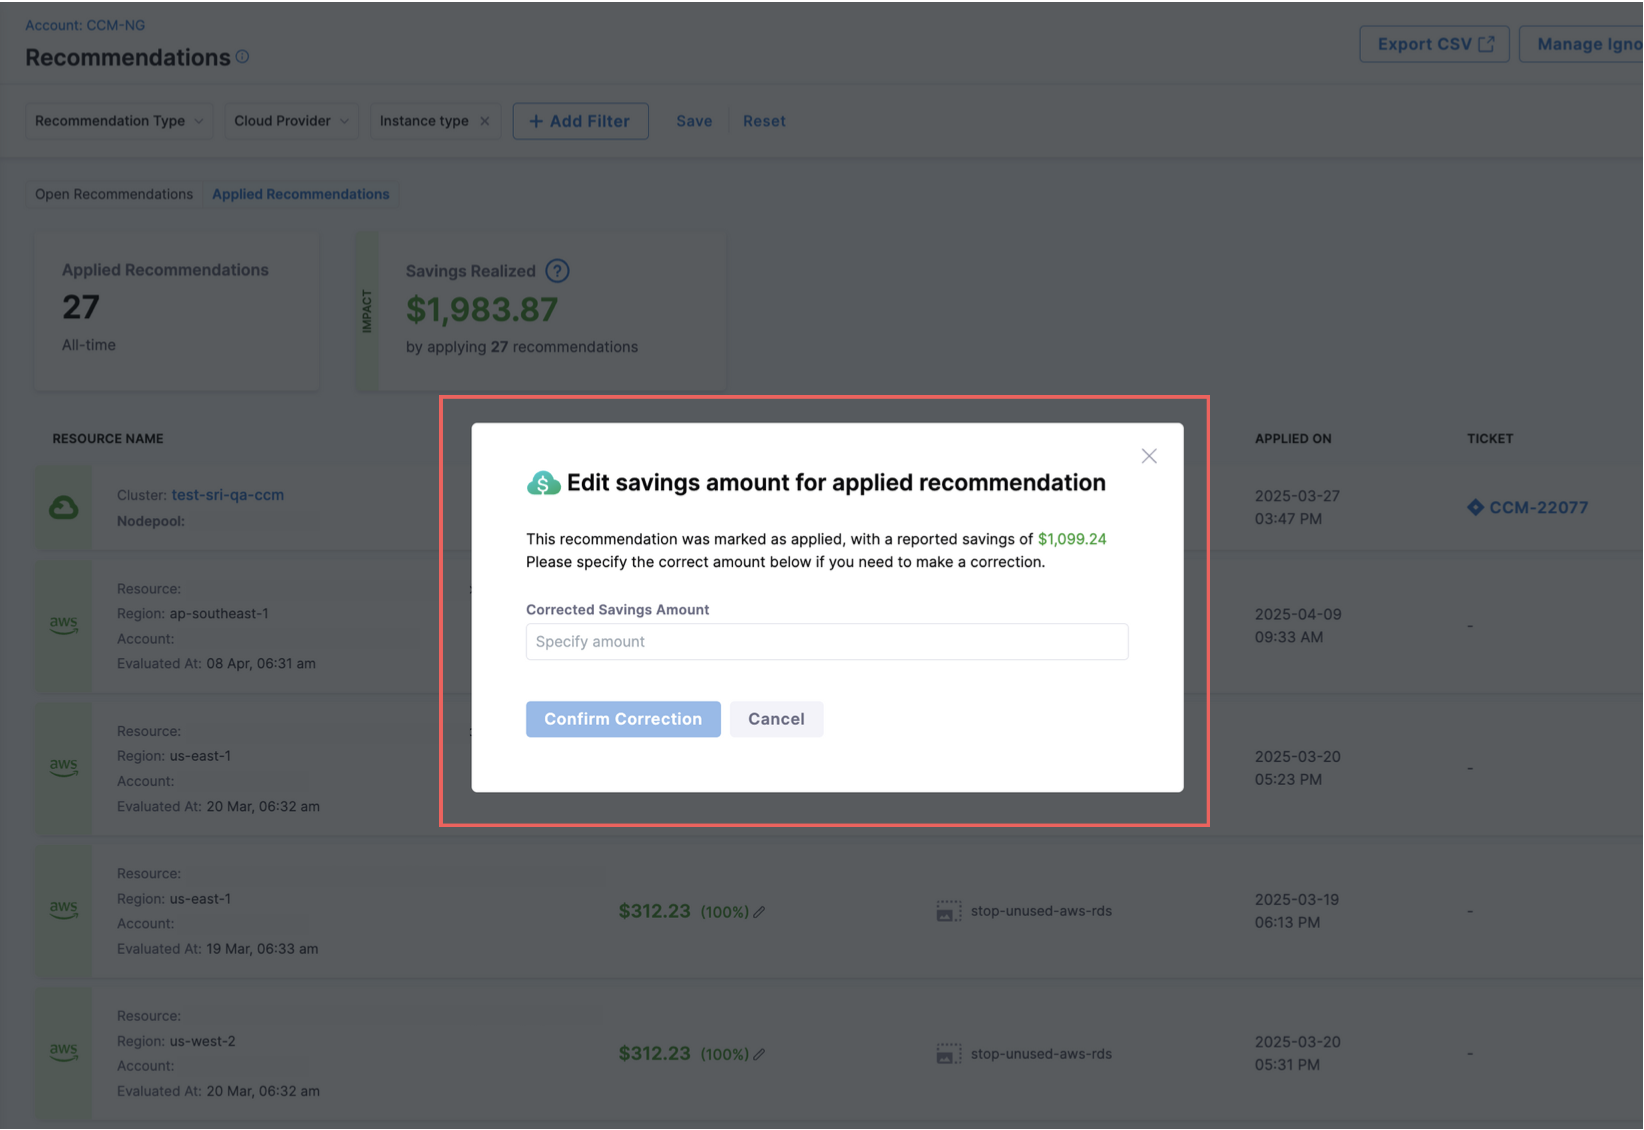 Account: CCM-NG
Recommendations
Export CSV
Manage Igno
Recommendation Type
Cloud Provider
Instance type
+ Add Filter
Save
Reset
Open Recommendations
Applied Recommendations
Applied Recommendations
27
All-time
IMPACT
Savings Realized ?
$1,983.87
by applying 27 recommendations
RESOURCE NAME
APPLIED ON
TICKET
Cluster: test-sri-qa-ccm
Nodepool:
2025-03-27
03:47 PM
CCM-22077
Edit savings amount for applied recommendation
This recommendation was marked as applied, with a reported savings of $1,099.24
Please specify the correct amount below if you need to make a correction.
Corrected Savings Amount
Specify amount
Confirm Correction
Cancel
aws
Resource:
Region: ap-southeast-1
Account:
Evaluated At: 08 Apr, 06:31 am
2025-04-09
09:33 AM
-
aws
Resource:
Region: us-east-1
Account:
Evaluated At: 20 Mar, 06:32 am
2025-03-20
05:23 PM
-
aws
Resource:
Region: us-east-1
Account:
Evaluated At: 19 Mar, 06:33 am
$312.23 (100%)
stop-unused-aws-rds
2025-03-19
06:13 PM
-
aws
Resource:
Region: us-west-2
Account:
Evaluated At: 20 Mar, 06:32 am
$312.23 (100%)
stop-unused-aws-rds
2025-03-20
05:31 PM
-